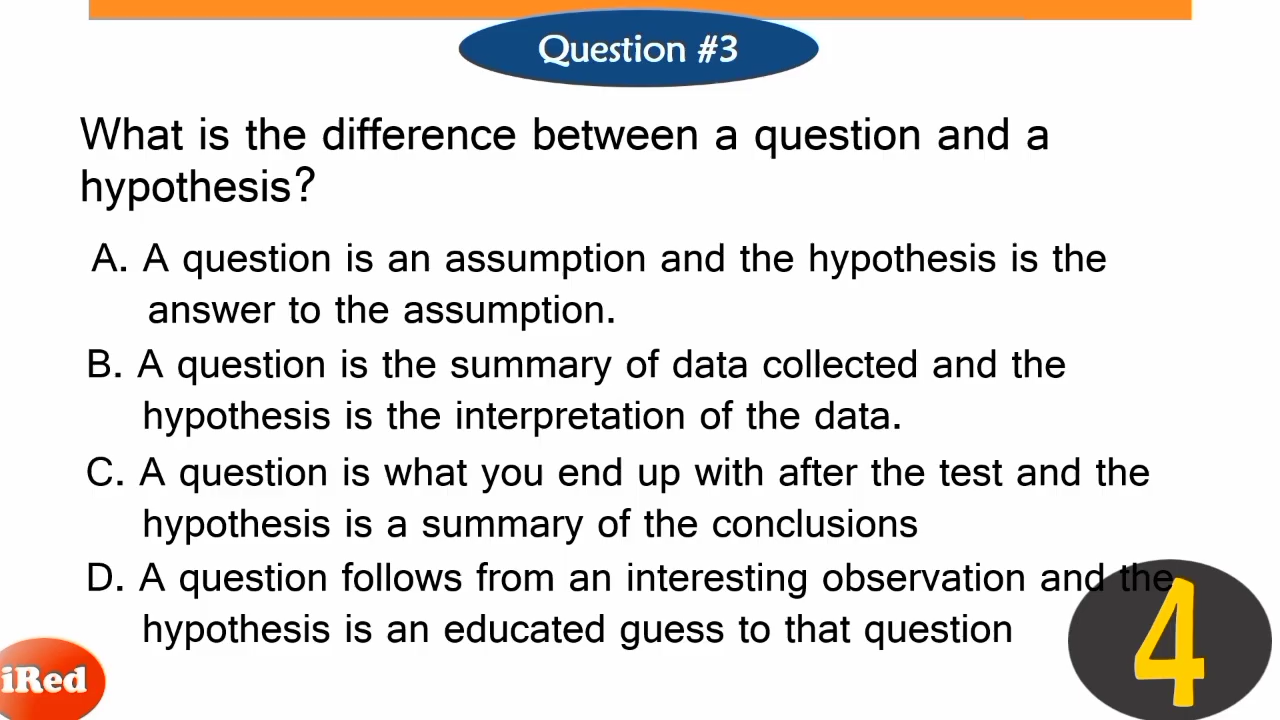 Question #3
What is the difference between a question and a
hypothesis?
A. A question is an assumption and the hypothesis is the
answer to the assumption.
B. A question is the summary of data collected and the
hypothesis is the interpretation of the data.
C. A question is what you end up with after the test and the
hypothesis is a summary of the conclusions
D. A question follows from an interesting observation and the
hypothesis is an educated guess to that question
4
iRed